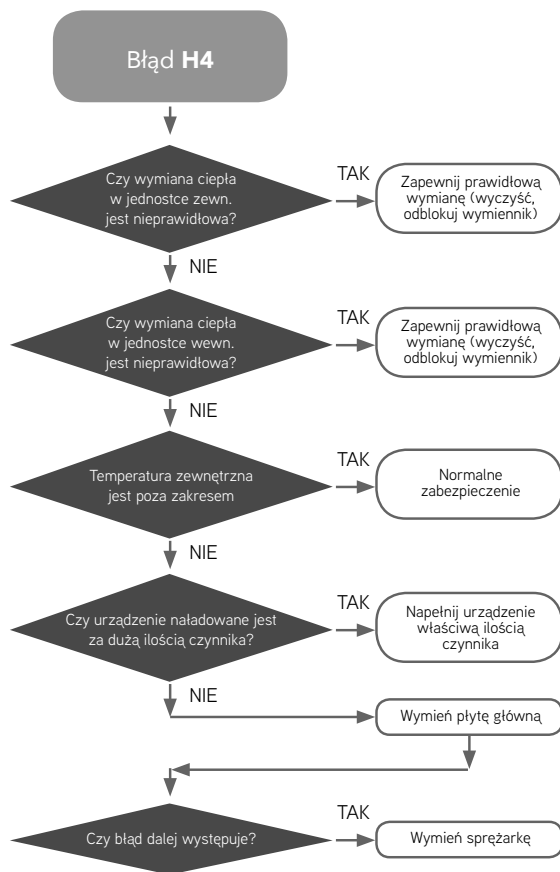 Błąd H4
Czy wymiana ciepła
w jednostce zewn.
jest nieprawidłowa?
TAK
Zapewnij prawidłową
wymianę (wyczyść,
odblokuj wymiennik)
NIE
Czy wymiana ciepła
w jednostce wewn.
jest nieprawidłowa?
TAK
Zapewnij prawidłową
wymianę (wyczyść,
odblokuj wymiennik)
NIE
Temperatura zewnętrzna
jest poza zakresem
TAK
Normalne
zabezpieczenie
NIE
Czy urządzenie naładowane jest
za dużą ilością czynnika?
TAK
Napełnij urządzenie
właściwą ilością
czynnika
NIE
Wymień płytę główną
Czy błąd dalej występuje?
TAK
Wymień sprężarkę